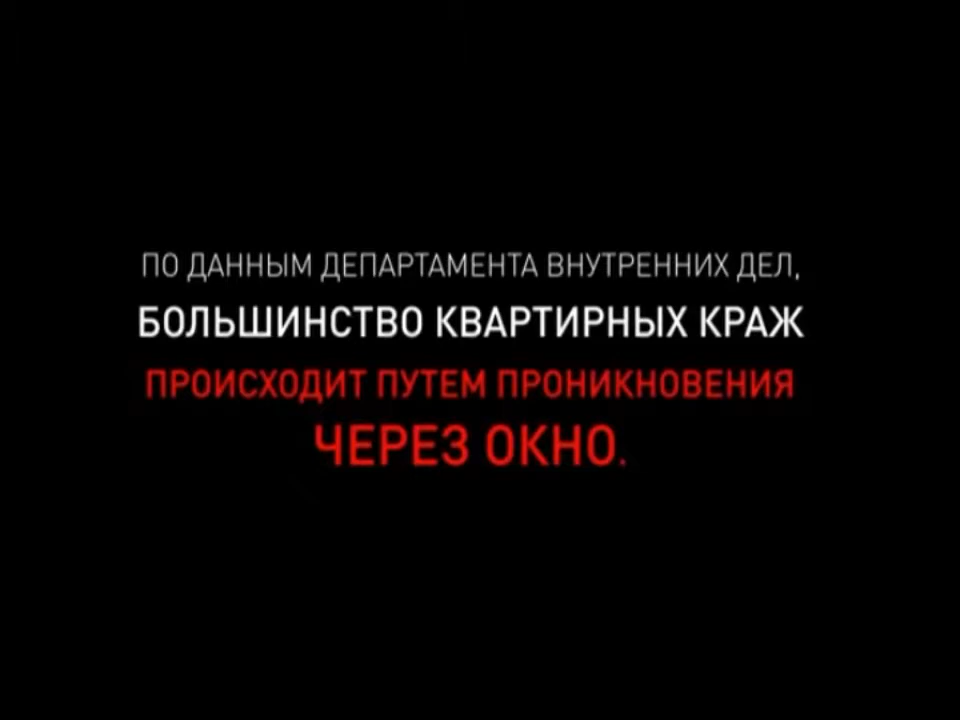 ПО ДАННЫМ ДЕПАРТАМЕНТА ВНУТРЕННИХ ДЕЛ,
БОЛЬШИНСТВО КВАРТИРНЫХ КРАЖ
ПРОИСХОДИТ ПУТЕМ ПРОНИКНОВЕНИЯ
ЧЕРЕЗ ОКНО.